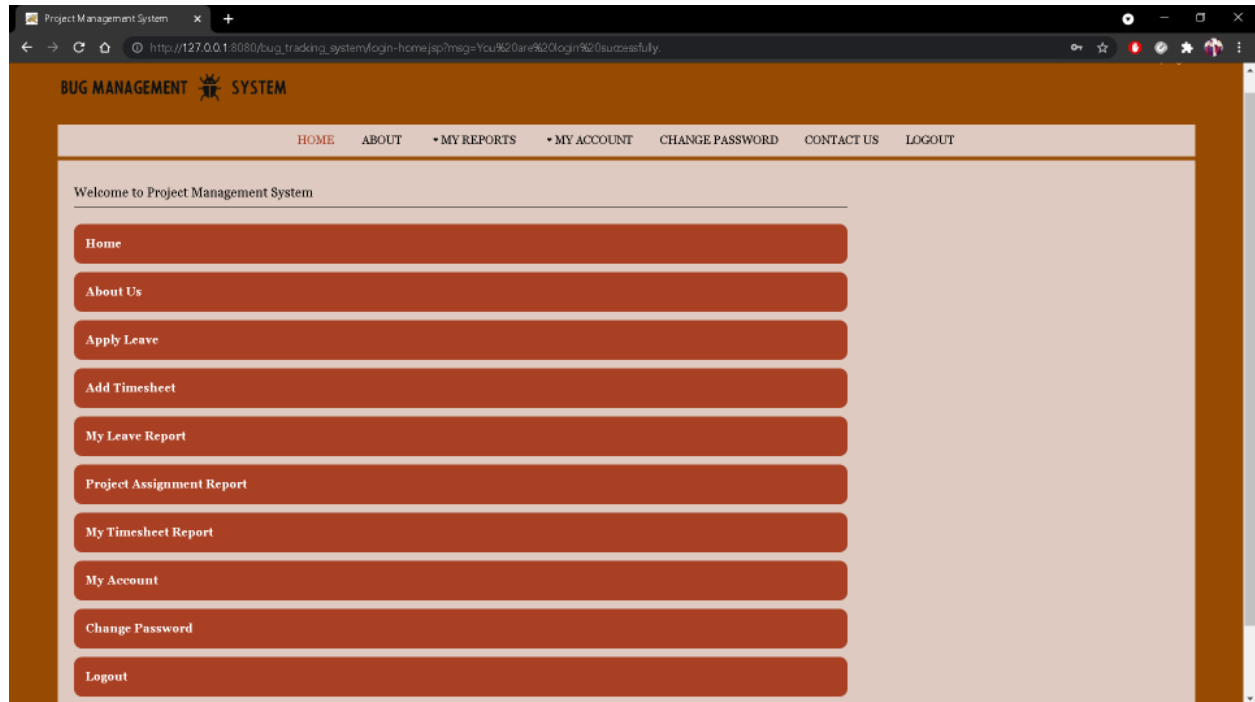 Project Management System
http://127.0.0.1:8080/bug_tracking_system/login-home.jsp?msg=You%20are%20login%20successfully.
BUG MANAGEMENT SYSTEM
HOME ABOUT MY REPORTS MY ACCOUNT CHANGE PASSWORD CONTACT US LOGOUT
Welcome to Project Management System
Home
About Us
Apply Leave
Add Timesheet
My Leave Report
Project Assignment Report
My Timesheet Report
My Account
Change Password
Logout